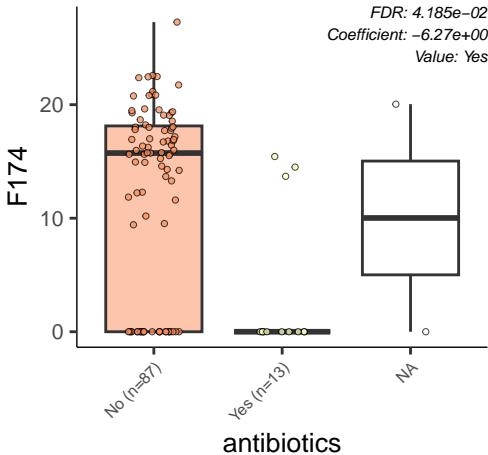 FDR: 4.185e−02
Coefficient: −6.27e+00
Value: Yes
F174
20
10
0
No (n=87)
Yes (n=13)
NA
antibiotics